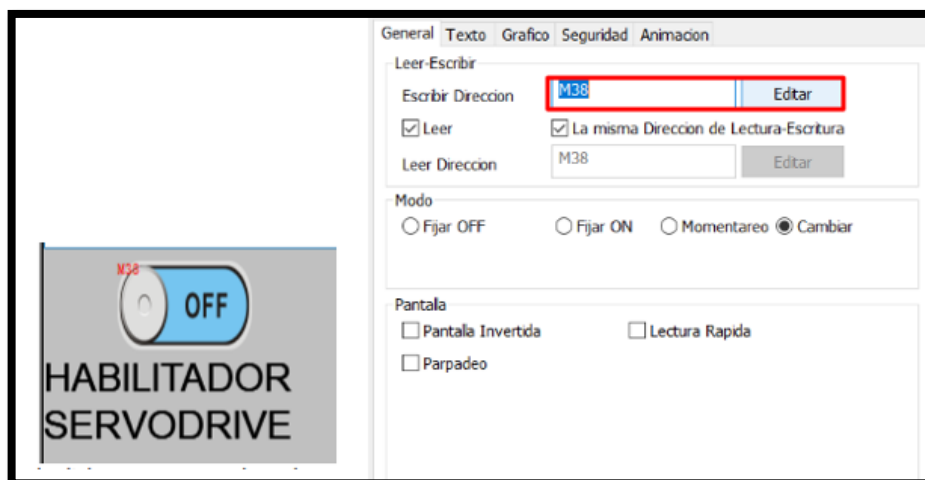 General Texto Grafico Seguridad Animacion
Leer-Escribir
Escribir Direccion M38 Editar
Leer La misma Direccion de Lectura-Escritura
Leer Direccion M38 Editar
Modo
Fijar OFF Fijar ON Momentareo Cambiar
Pantalla
Pantalla Invertida Lectura Rapida
Parpadeo
M38
OFF
HABILITADOR
SERVODRIVE